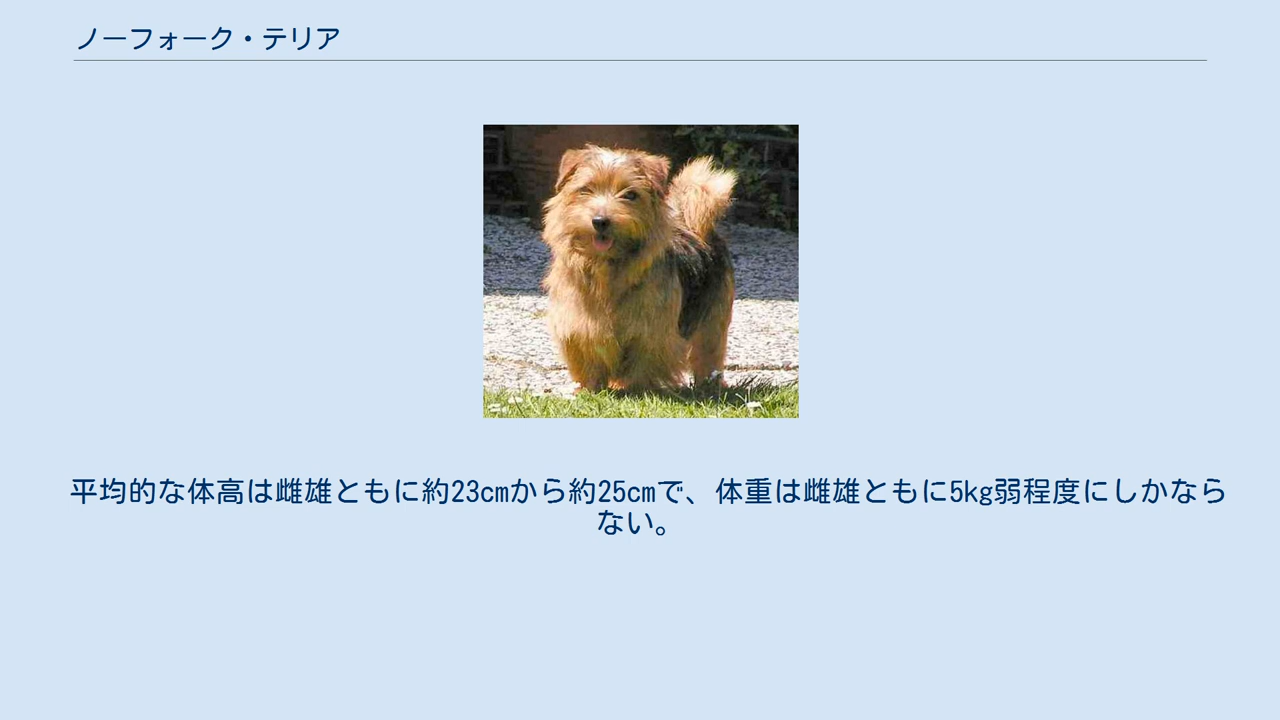 ノーフォーク・テリア
平均的な体高は雌雄ともに約23cmから約25cmで、体重は雌雄ともに5kg弱程度にしかなら
ない。